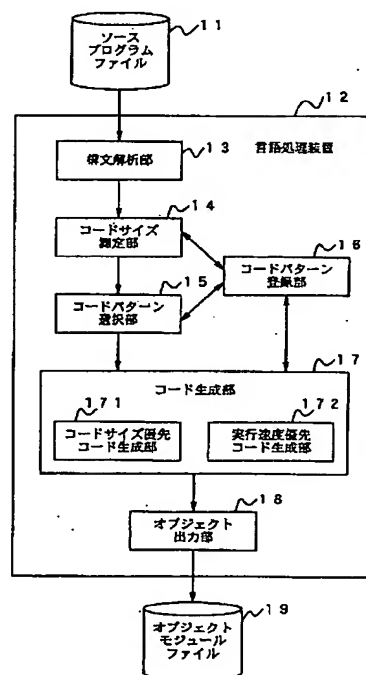 ソース
プログラム
ファイル
11
12
言語処理装置
構文解析部
13
コードサイズ
測定部
14
コードパターン
選択部
15
コードパターン
登録部
16
17
コード生成部
171
コードサイズ優先
コード生成部
172
実行速度優先
コード生成部
18
オブジェクト
出力部
19
オブジェクト
モジュール
ファイル